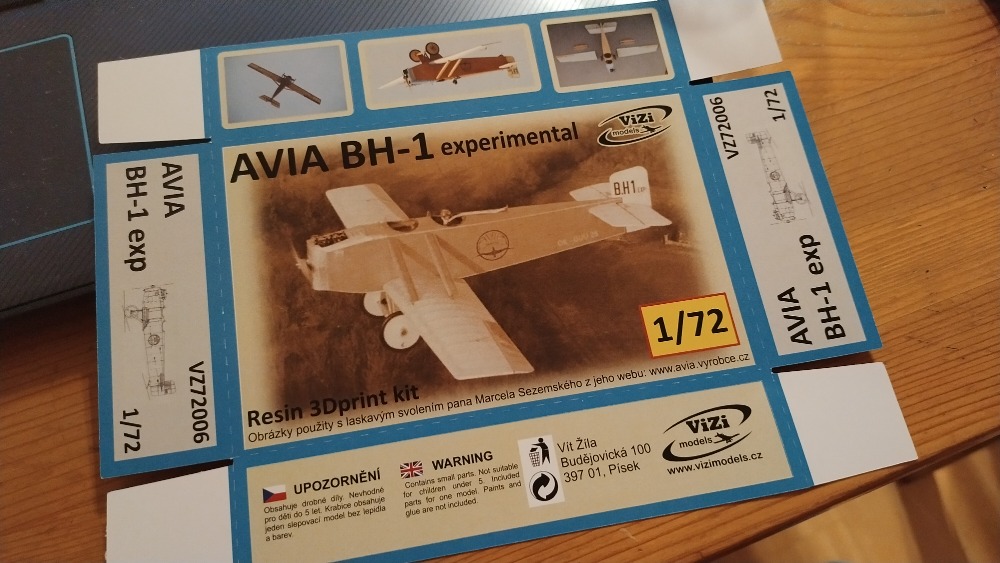 AVIA BH-1 experimental
ViZi
models
B.H1
1/72
Resin 3Dprint kit
Obrázky použity s laskavým svolením pana Marcela Sezemského z jeho webu: www.avia.vyrobce.cz
AVIA
BH-1 exp
VZ72006
1/72
VZ72006
1/72
AVIA
BH-1 exp
UPOZORNĚNÍ
Obsahuje drobné díly. Nevhodné
pro děti do 5 let. Krabice obsahuje
jeden slepovací model bez lepidla
a barev.
WARNING
Contains small parts. Not suitable
for children under 5. Included
parts for one model. Paints and
glue are not included.
Vít Žíla
Budějovická 100
397 01, Písek
ViZi
models
www.vizimodels.cz